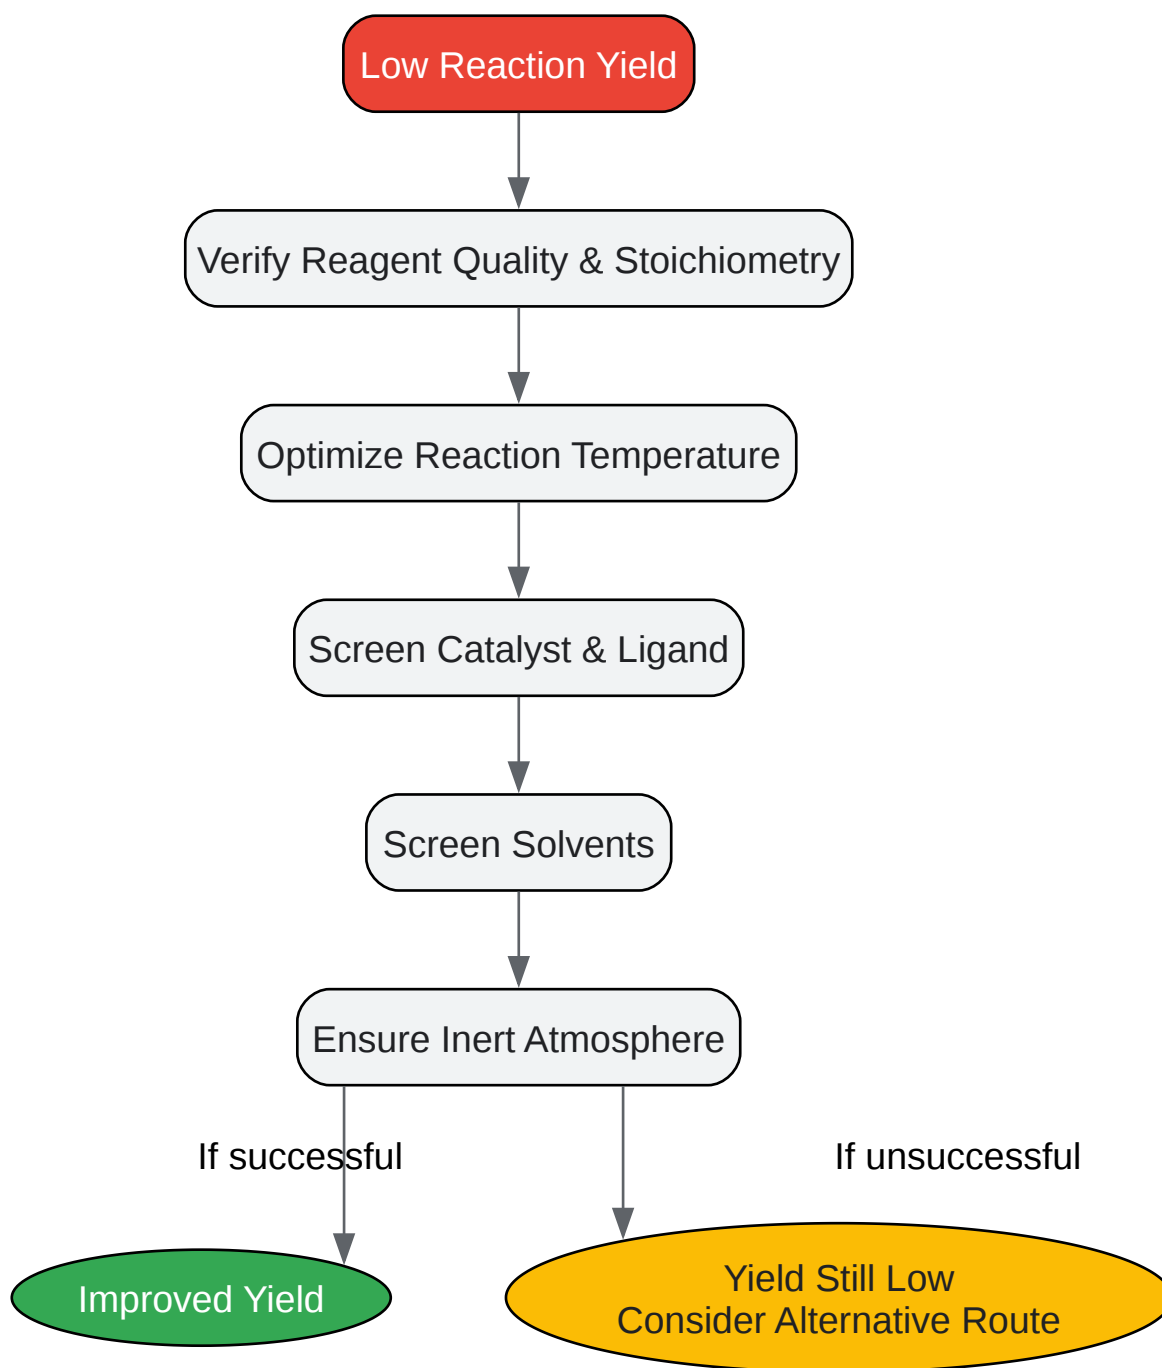 Low Reaction Yield
Verify Reagent Quality & Stoichiometry
Optimize Reaction Temperature
Screen Catalyst & Ligand
Screen Solvents
Ensure Inert Atmosphere
If successful
If unsuccessful
Improved Yield
Yield Still Low
Consider Alternative Route